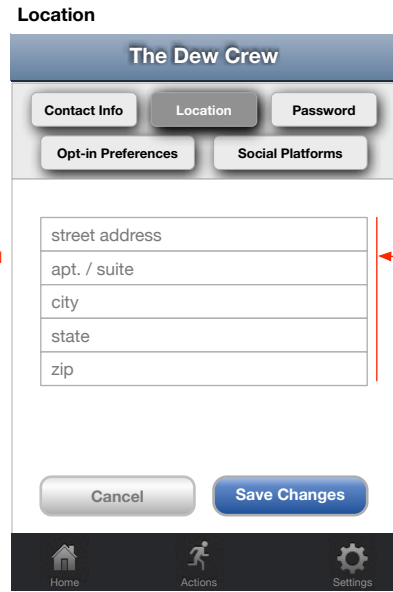 Location
The Dew Crew
Contact Info Location Password
Opt-in Preferences Social Platforms
street address
apt. / suite
city
state
zip
Cancel Save Changes
Home Actions Settings